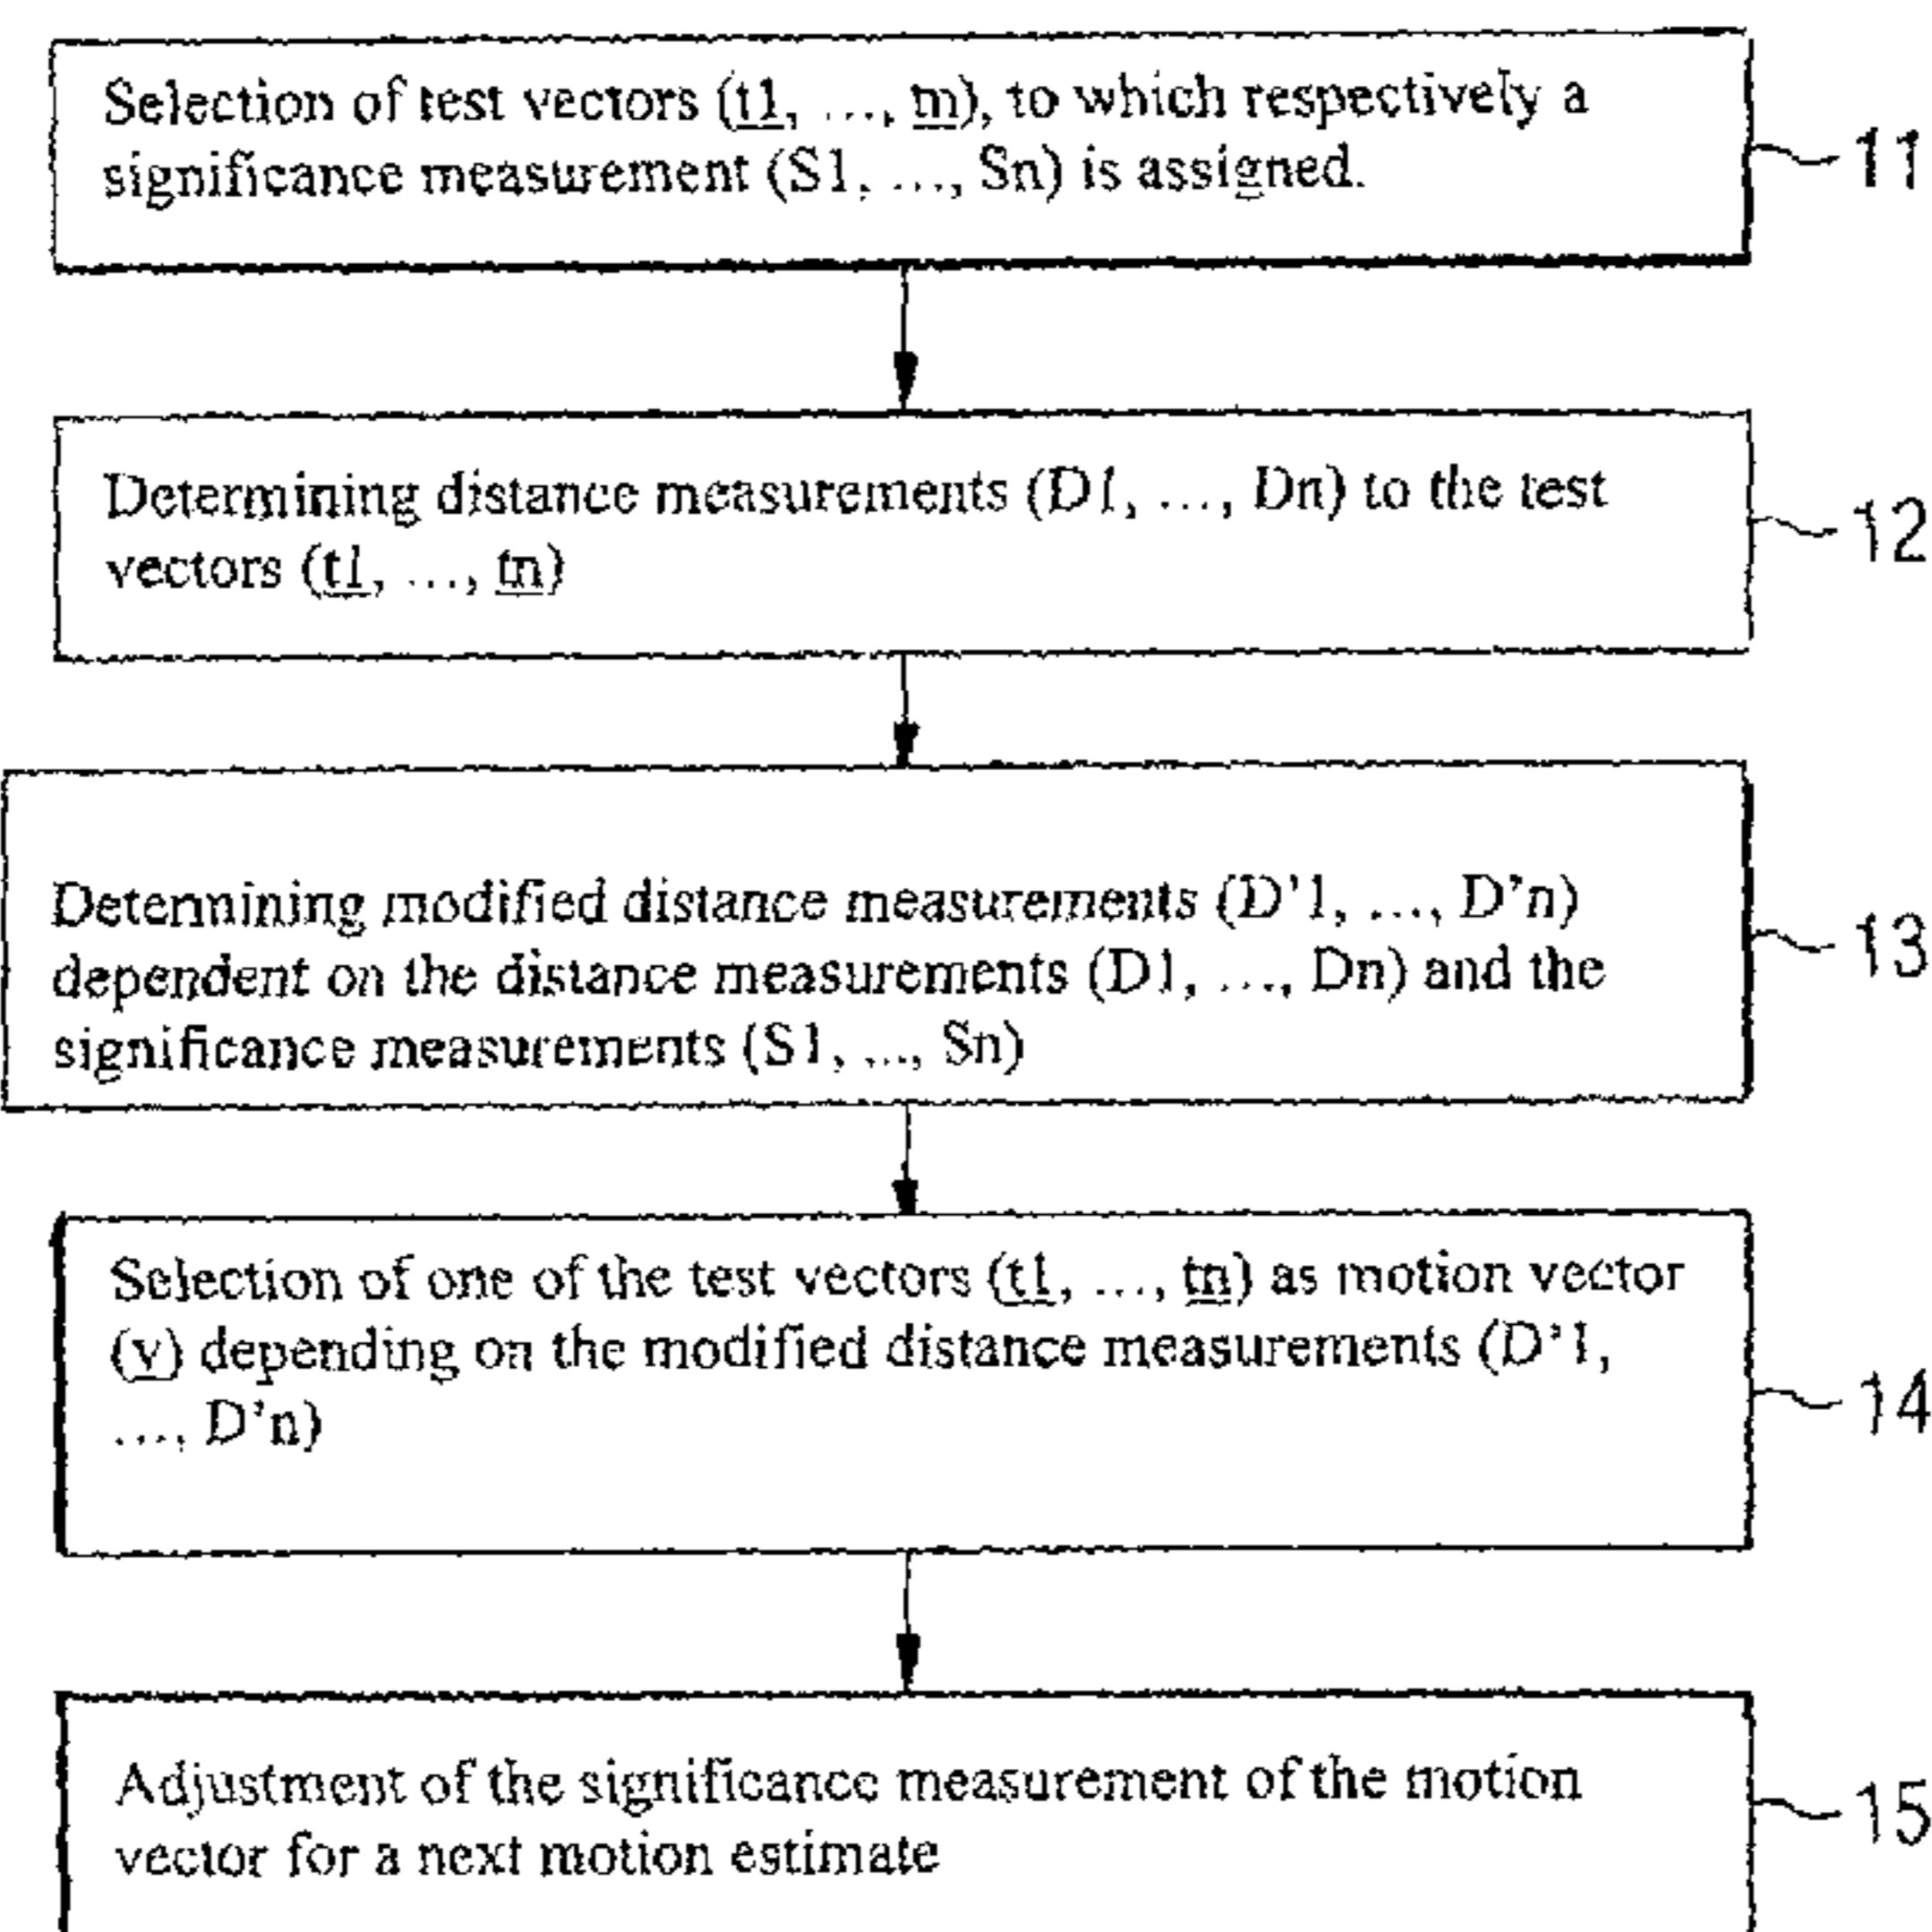 Selection of test vectors (t1, ..., tn), to which respectively a
significance measurement (S1, ..., Sn) is assigned.
11
Determining distance measurements (D1, ..., Dn) to the test
vectors (t1, ..., tn)
12
Determining modified distance measurements (D’1, ..., D’n)
dependent on the distance measurements (D1, ..., Dn) and the
significance measurements (S1, ..., Sn)
13
Selection of one of the test vectors (t1, ..., tn) as motion vector
(v) depending on the modified distance measurements (D’1,
..., D’n)
14
Adjustment of the significance measurement of the motion
vector for a next motion estimate
15